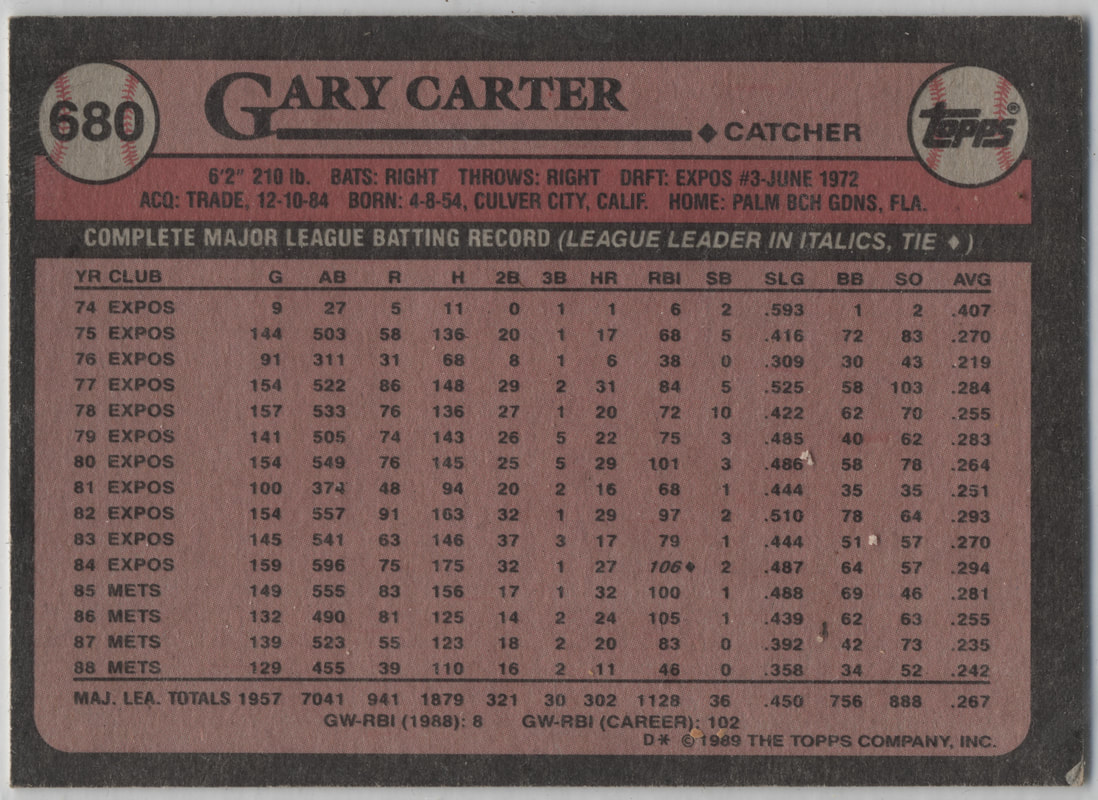 680
GARY CARTER
◆ CATCHER
TOPPS®
6'2" 210 lb. BATS: RIGHT THROWS: RIGHT DRFT: EXPOS #3-JUNE 1972
ACQ: TRADE, 12-10-84 BORN: 4-8-54, CULVER CITY, CALIF. HOME: PALM BCH GDNS, FLA.
COMPLETE MAJOR LEAGUE BATTING RECORD (LEAGUE LEADER IN ITALICS, TIE ♦)
YR CLUB G AB R H 2B 3B HR RBI SB SLG BB SO AVG
74 EXPOS 9 27 5 11 0 1 1 6 2 .593 1 2 .407
75 EXPOS 144 503 58 136 20 1 17 68 5 .416 72 83 .270
76 EXPOS 91 311 31 68 8 1 6 38 0 .309 30 43 .219
77 EXPOS 154 522 86 148 29 2 31 84 5 .525 58 103 .284
78 EXPOS 157 533 76 136 27 1 20 72 10 .422 62 70 .255
79 EXPOS 141 505 74 143 26 5 22 75 3 .485 40 62 .283
80 EXPOS 154 549 76 145 25 5 29 101 3 .486 58 78 .264
81 EXPOS 100 374 48 94 20 2 16 68 1 .444 35 35 .251
82 EXPOS 154 557 91 163 32 1 29 97 2 .510 78 64 .293
83 EXPOS 145 541 63 146 37 3 17 79 1 .444 51 57 .270
84 EXPOS 159 596 75 175 32 1 27 106♦ 2 .487 64 57 .294
85 METS 149 555 83 156 17 1 32 100 1 .488 69 46 .281
86 METS 132 490 81 125 14 2 24 105 1 .439 62 63 .255
87 METS 139 523 55 123 18 2 20 83 0 .392 42 73 .235
88 METS 129 455 39 110 16 2 11 46 0 .358 34 52 .242
MAJ. LEA. TOTALS 1957 7041 941 1879 321 30 302 1128 36 .450 756 888 .267
GW-RBI (1988): 8 GW-RBI (CAREER): 102
D* © 1989 THE TOPPS COMPANY, INC.